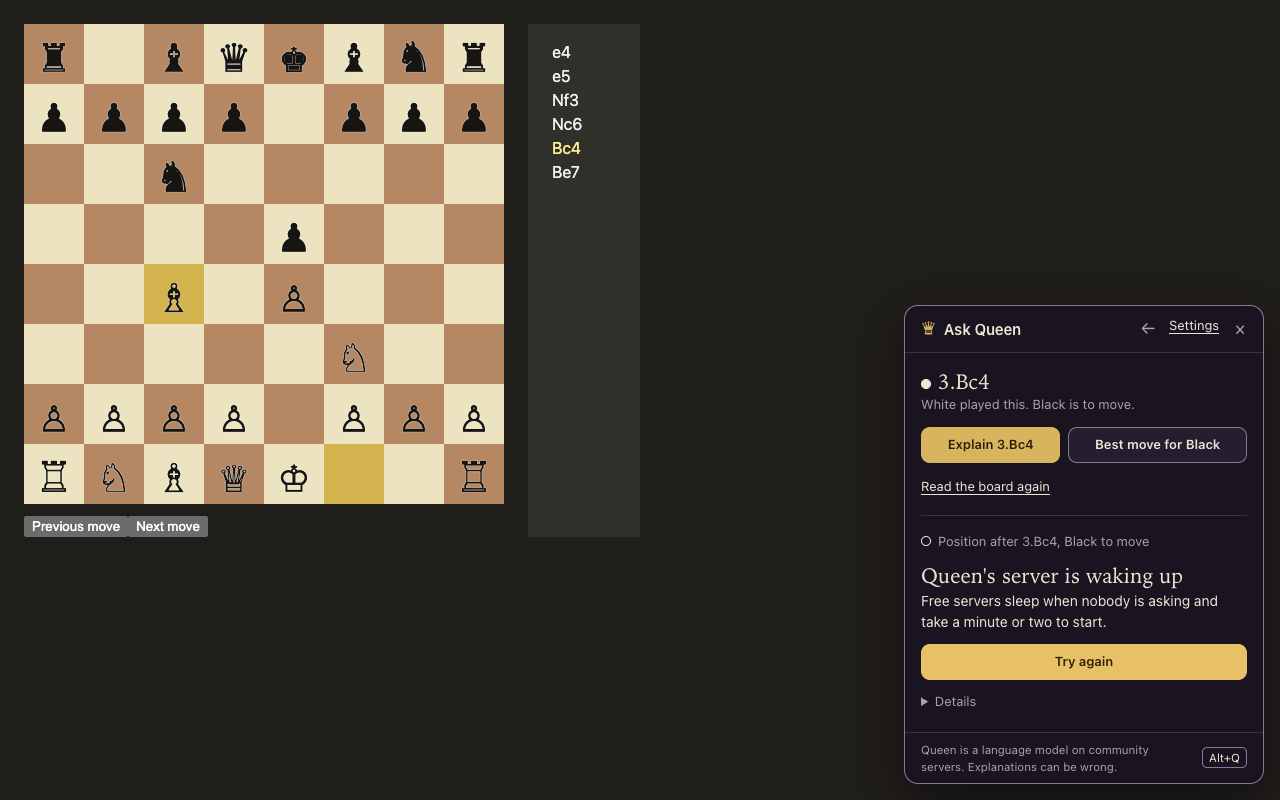 e4
e5
Nf3
Nc6
Bc4
Be7
Previous move
Next move
Ask Queen
Settings
3.Bc4
White played this. Black is to move.
Explain 3.Bc4
Best move for Black
Read the board again
Position after 3.Bc4, Black to move
Queen's server is waking up
Free servers sleep when nobody is asking and
take a minute or two to start.
Try again
Details
Queen is a language model on community
servers. Explanations can be wrong.
Alt+Q